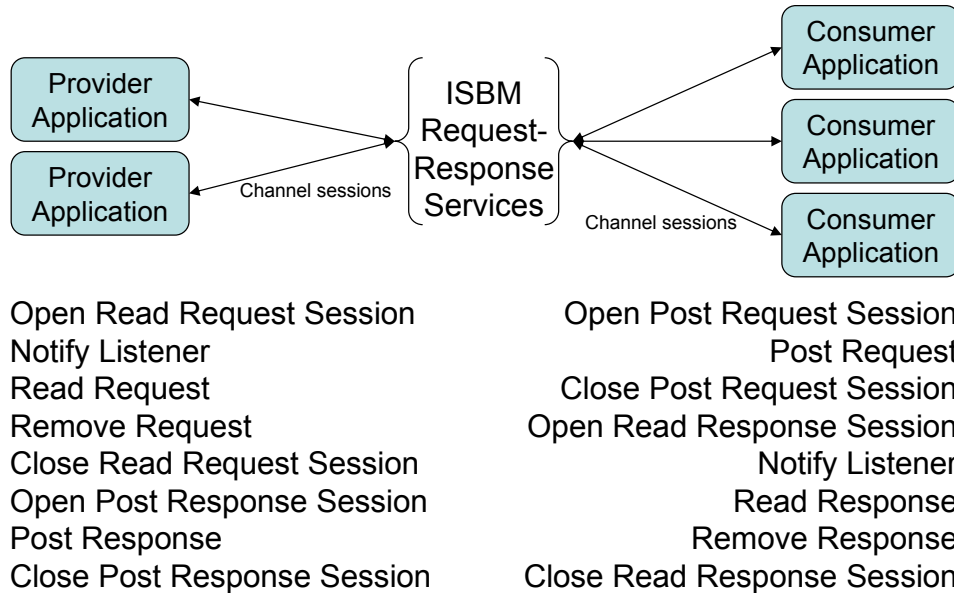 Provider
Application
Provider
Application
Channel sessions
ISBM
Request-
Response
Services
Channel sessions
Consumer
Application
Consumer
Application
Consumer
Application
Open Read Request Session
Notify Listener
Read Request
Remove Request
Close Read Request Session
Open Post Response Session
Post Response
Close Post Response Session
Open Post Request Session
Post Request
Close Post Request Session
Open Read Response Session
Notify Listener
Read Response
Remove Response
Close Read Response Session